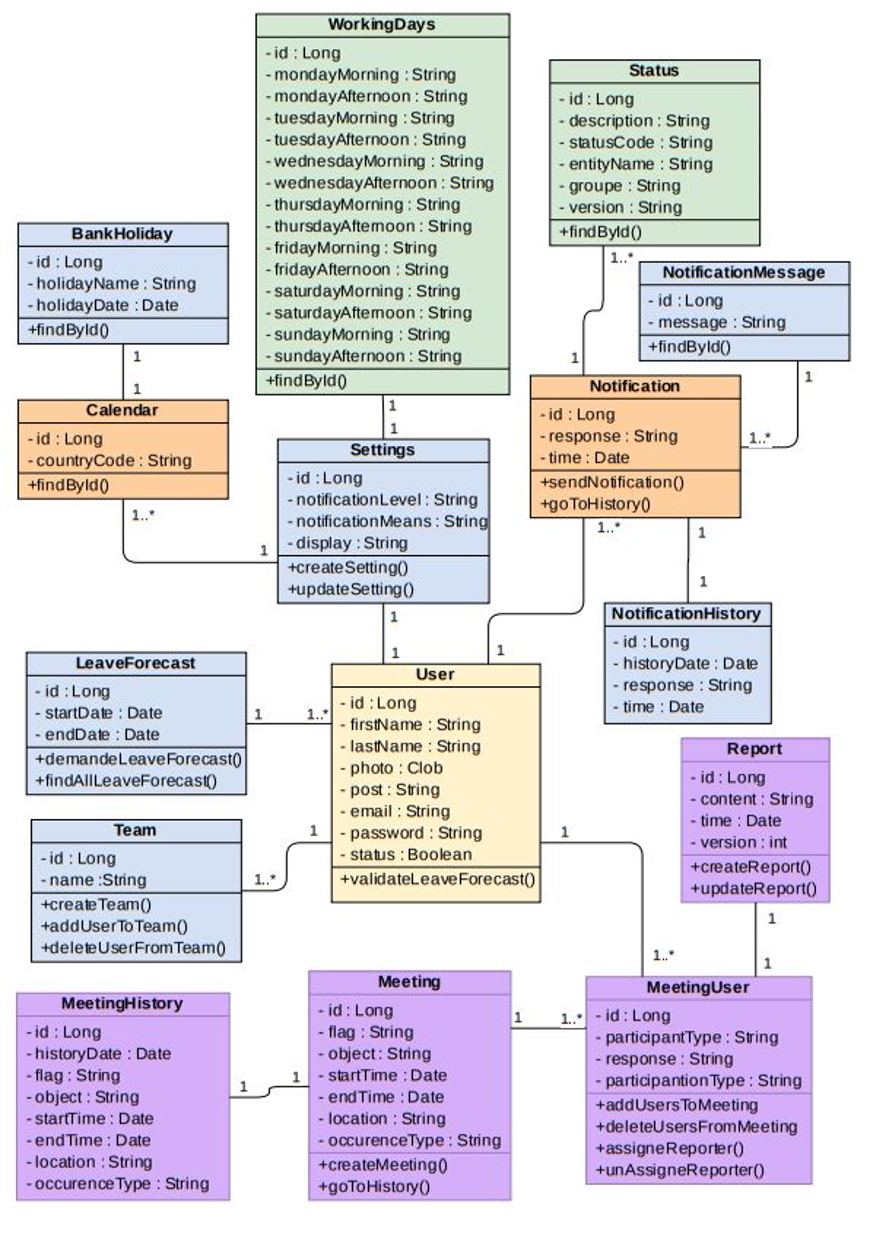 WorkingDays
- id : Long
- mondayMorning : String
- mondayAfternoon : String
- tuesdayMorning : String
- tuesdayAfternoon : String
- wednesdayMorning : String
- wednesdayAfternoon : String
- thursdayMorning : String
- thursdayAfternoon : String
- fridayMorning : String
- fridayAfternoon : String
- saturdayMorning : String
- saturdayAfternoon : String
- sundayMorning : String
- sundayAfternoon : String
+findById()
Status
- id : Long
- description : String
- statusCode : String
- entityName : String
- groupe : String
- version : String
+findById()
1..*
1
BankHoliday
- id : Long
- holidayName : String
- holidayDate : Date
+findById()
1
1
NotificationMessage
- id : Long
- message : String
+findById()
1
1..*
Calendar
- id : Long
- countryCode : String
+findById()
1..*
1
1
1
Settings
- id : Long
- notificationLevel : String
- notificationMeans : String
- display : String
+createSetting()
+updateSetting()
1
1
Notification
- id : Long
- response : String
- time : Date
+sendNotification()
+goToHistory()
1..*
1
1
1
NotificationHistory
- id : Long
- historyDate : Date
- response : String
- time : Date
LeaveForecast
- id : Long
- startDate : Date
- endDate : Date
+demandeLeaveForecast()
+findAllLeaveForecast()
1
1..*
User
- id : Long
- firstName : String
- lastName : String
- photo : Clob
- post : String
- email : String
- password : String
- status : Boolean
+validateLeaveForecast()
1
1..*
1
1..*
Team
- id : Long
- name :String
+createTeam()
+addUserToTeam()
+deleteUserFromTeam()
Report
- id : Long
- content : String
- time : Date
- version : int
+createReport()
+updateReport()
1
1
MeetingHistory
- id : Long
- historyDate : Date
- flag : String
- object : String
- startTime : Date
- endTime : Date
- location : String
- occurenceType : String
1
1
Meeting
- id : Long
- flag : String
- object : String
- startTime : Date
- endTime : Date
- location : String
- occurenceType : String
+createMeeting()
+goToHistory()
1
1..*
MeetingUser
- id : Long
- participantType : String
- response : String
- participantionType : String
+addUsersToMeeting
+deleteUsersFromMeeting
+assigneReporter()
+unAssigneReporter()